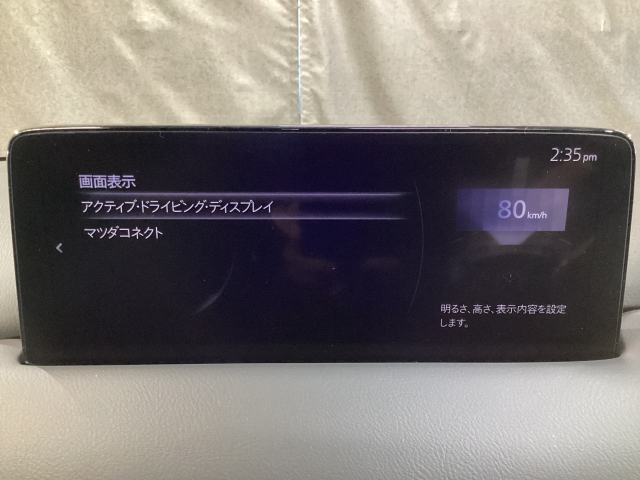 2:35 pm
画面表示
アクティブ・ドライビング・ディスプレイ
マツダコネクト
80 km/h
明るさ、高さ、表示内容を設定
します。